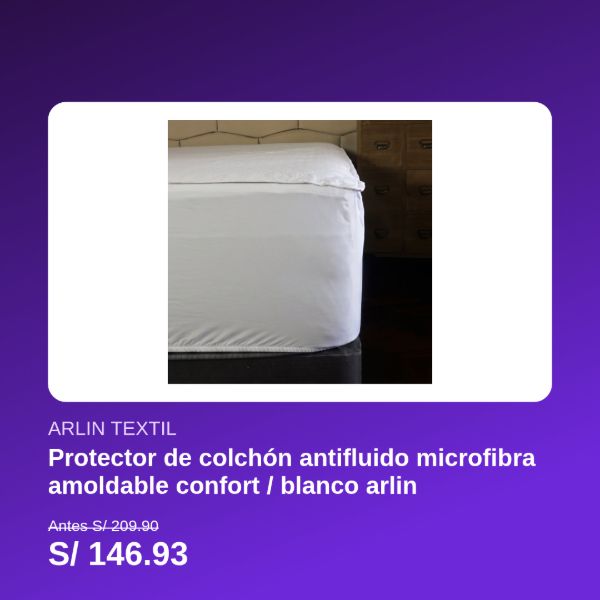 ARLIN TEXTIL
Protector de colchón antifluido microfibra
amoldable confort / blanco arlin
Antes S/ 209.90
S/ 146.93